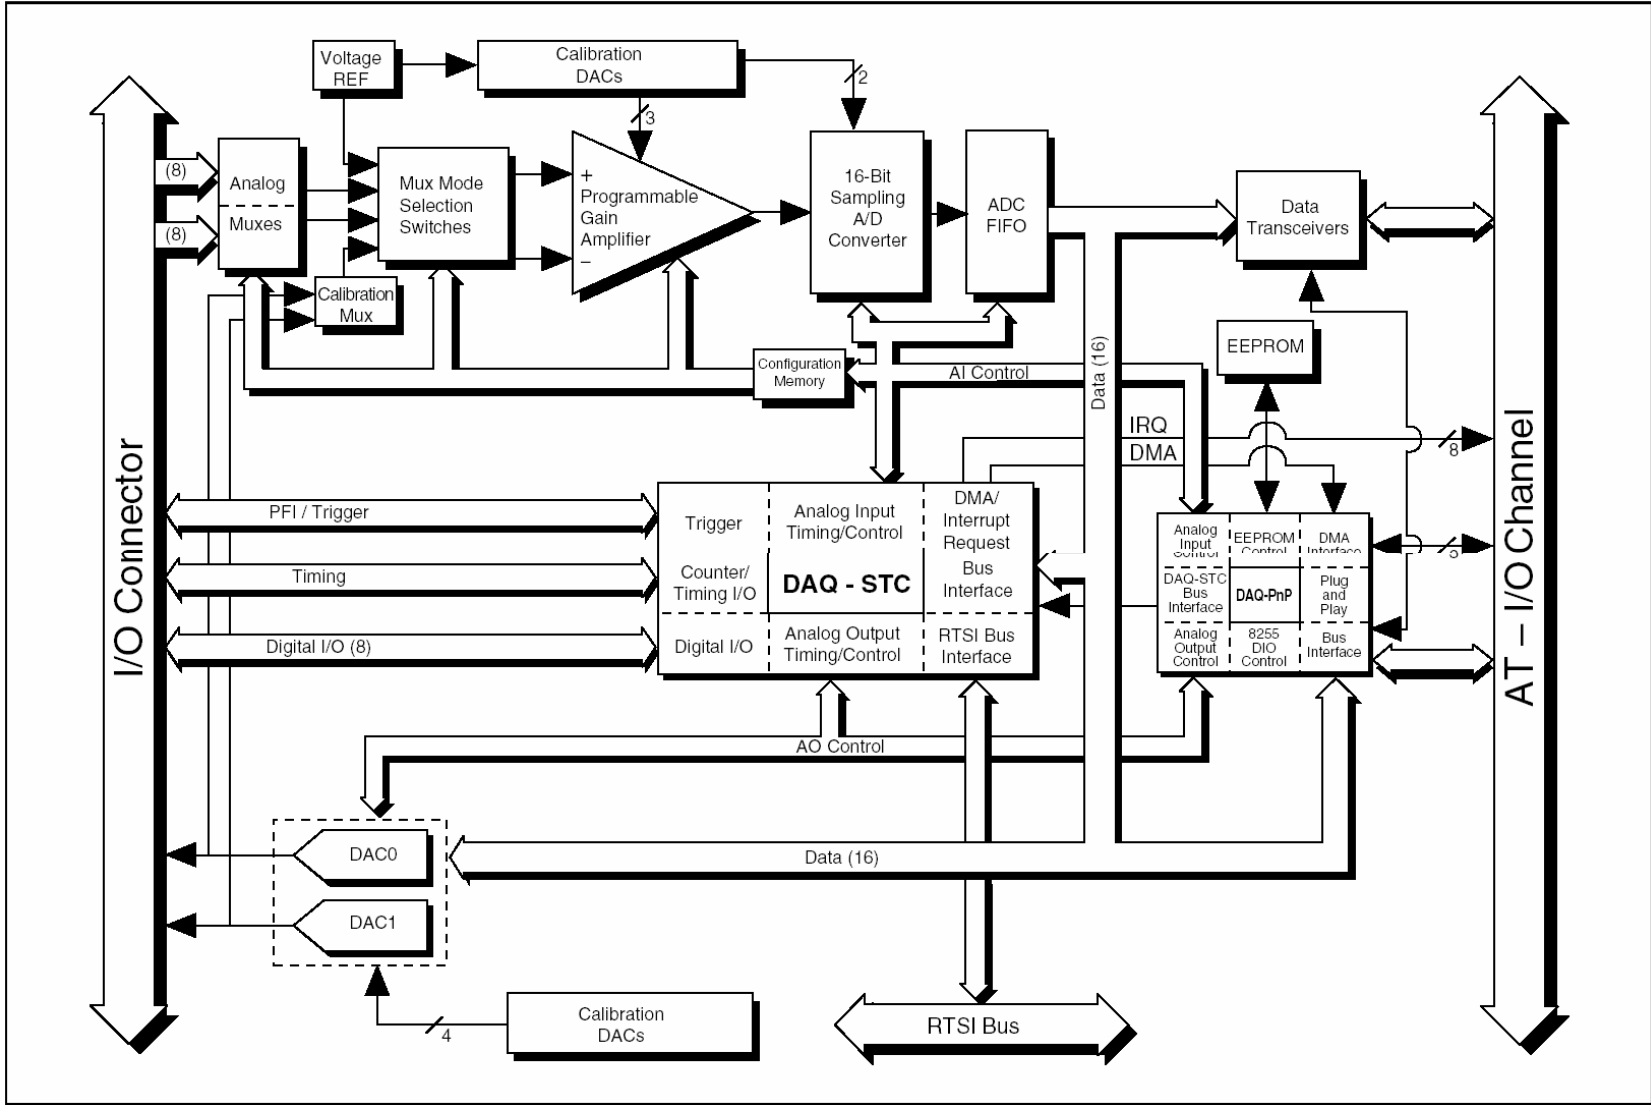 Voltage
REF
Calibration
DACs
2
3
(8)
(8)
Analog
Muxes
Mux Mode
Selection
Switches
+
Programmable
Gain
Amplifier
–
16-Bit
Sampling
A/D
Converter
ADC
FIFO
Data
Transceivers
Calibration
Mux
EEPROM
Configuration
Memory
AI Control
Data (16)
IRQ
DMA
8
I/O Connector
AT – I/O Channel
PFI / Trigger
Timing
Digital I/O (8)
Trigger
Analog Input
Timing/Control
DMA/
Interrupt
Request
Counter/
Timing I/O
DAQ - STC
Bus
Interface
Digital I/O
Analog Output
Timing/Control
RTSI Bus
Interface
Analog
Input
Control
EEPROM
Control
DMA
Interface
5
DAQ-STC
Bus
Interface
DAQ-PnP
Plug
and
Play
Analog
Output
Control
8255
DIO
Control
Bus
Interface
AO Control
DAC0
Data (16)
DAC1
4
Calibration
DACs
RTSI Bus